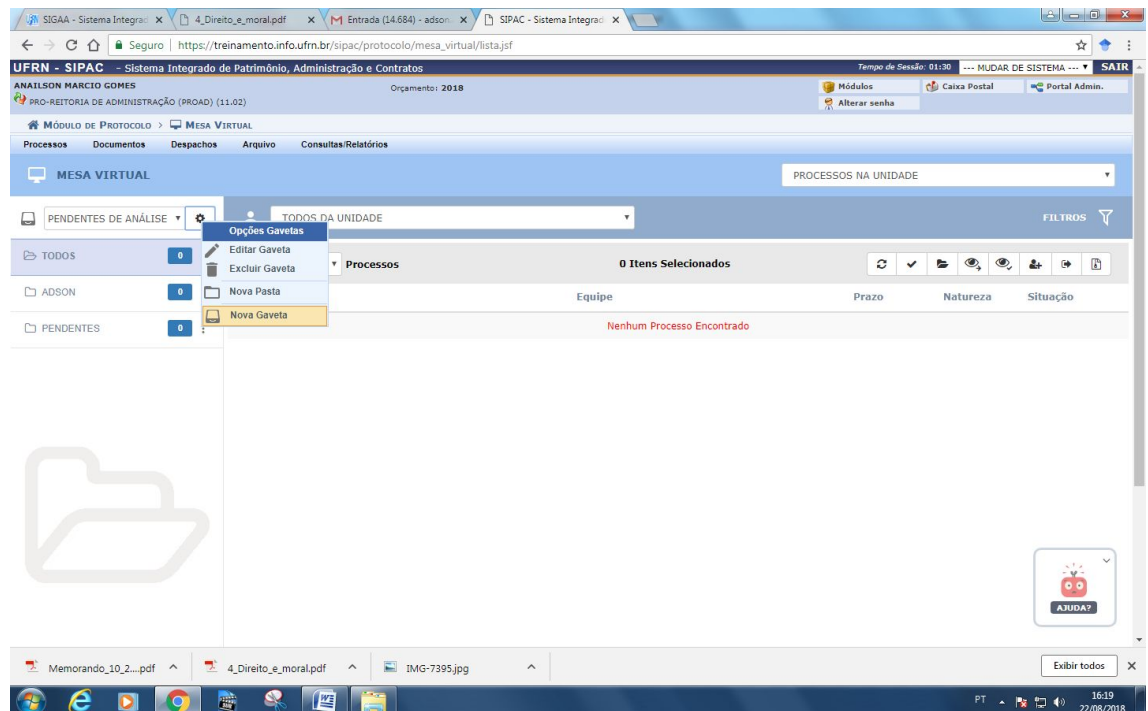 SIGAA - Sistema Integrad
4_Direito_e_moral.pdf
Entrada (14.684) - adson
SIPAC - Sistema Integrad
Seguro | https://treinamento.info.ufrn.br/sipac/protocolo/mesa_virtual/lista.jsf
UFRN - SIPAC - Sistema Integrado de Patrimônio, Administração e Contratos
Tempo de Sessão: 01:30 --- MUDAR DE SISTEMA --- SAIR
ANAILSON MARCIO GOMES
Orçamento: 2018
Módulos
Caixa Postal
Portal Admin.
PRO-REITORIA DE ADMINISTRAÇÃO (PROAD) (11.02)
Alterar senha
MÓDULO DE PROTOCOLO > MESA VIRTUAL
Processos Documentos Despachos Arquivo Consultas/Relatórios
MESA VIRTUAL
PROCESSOS NA UNIDADE
PENDENTES DE ANÁLISE
TODOS DA UNIDADE
FILTROS
Opções Gavetas
Editar Gaveta
Excluir Gaveta
Nova Pasta
Nova Gaveta
TODOS 0
Processos
0 Itens Selecionados
ADSON 0
Equipe Prazo Natureza Situação
PENDENTES 0
Nenhum Processo Encontrado
AJUDA?
Memorando_10_2....pdf
4_Direito_e_moral.pdf
IMG-7395.jpg
Exibir todos
PT
16:19
22/08/2018